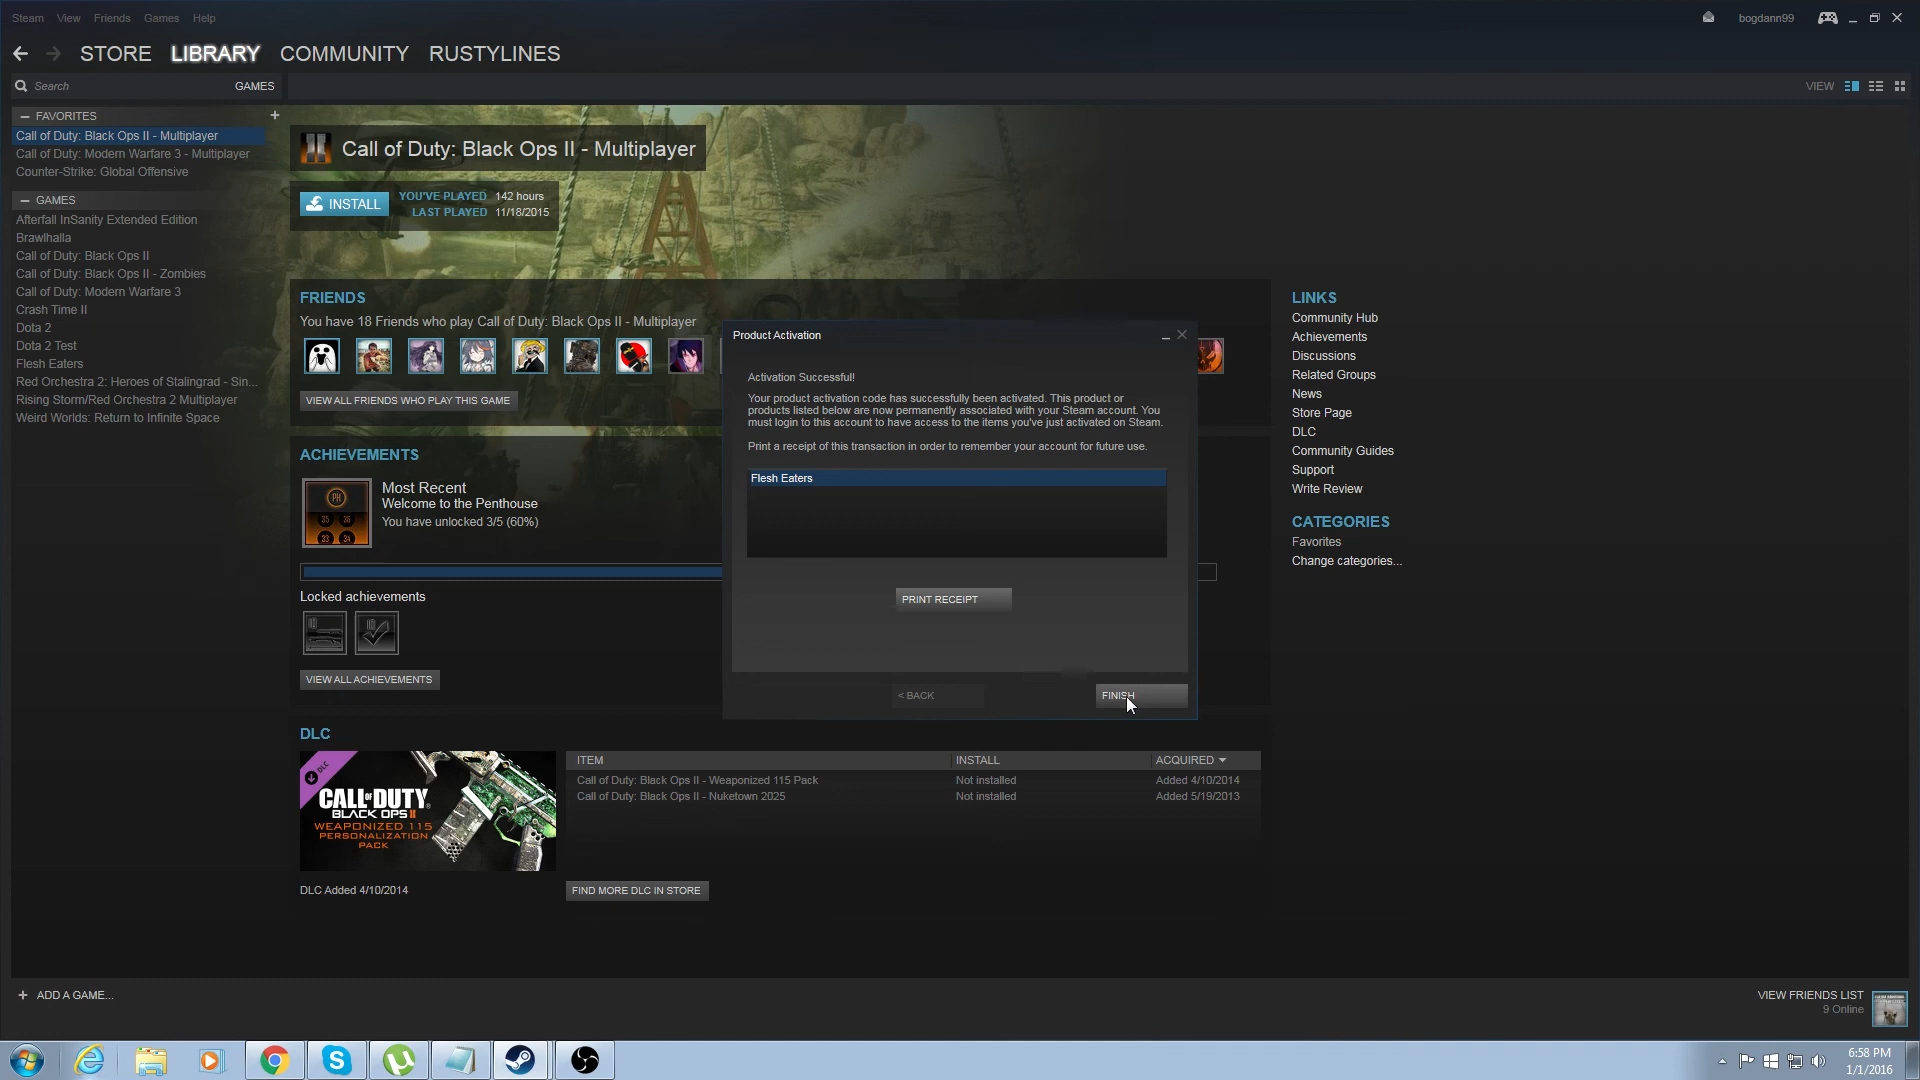 Steam View Friends Games Help
bogdann99
STORE LIBRARY COMMUNITY RUSTYLINES
Search GAMES
VIEW
FAVORITES
Call of Duty: Black Ops II - Multiplayer
Call of Duty: Modern Warfare 3 - Multiplayer
Counter-Strike: Global Offensive
GAMES
Afterfall InSanity Extended Edition
Brawlhalla
Call of Duty: Black Ops II
Call of Duty: Black Ops II - Zombies
Call of Duty: Modern Warfare 3
Crash Time II
Dota 2
Dota 2 Test
Flesh Eaters
Red Orchestra 2: Heroes of Stalingrad - Sin...
Rising Storm/Red Orchestra 2 Multiplayer
Weird Worlds: Return to Infinite Space
Call of Duty: Black Ops II - Multiplayer
INSTALL
YOU'VE PLAYED 142 hours
LAST PLAYED 11/18/2015
FRIENDS
You have 18 Friends who play Call of Duty: Black Ops II - Multiplayer
VIEW ALL FRIENDS WHO PLAY THIS GAME
ACHIEVEMENTS
PH
35 36
33 34
Most Recent
Welcome to the Penthouse
You have unlocked 3/5 (60%)
Locked achievements
VIEW ALL ACHIEVEMENTS
Product Activation
Activation Successful!
Your product activation code has successfully been activated. This product or
products listed below are now permanently associated with your Steam account. You
must login to this account to have access to the items you've just activated on Steam.
Print a receipt of this transaction in order to remember your account for future use.
Flesh Eaters
PRINT RECEIPT
< BACK
FINISH
LINKS
Community Hub
Achievements
Discussions
Related Groups
News
Store Page
DLC
Community Guides
Support
Write Review
CATEGORIES
Favorites
Change categories...
DLC
DLC
CALL OF DUTY
BLACK OPS II
WEAPONIZED 115
PERSONALIZATION
PACK
DLC Added 4/10/2014
ITEM INSTALL ACQUIRED
Call of Duty: Black Ops II - Weaponized 115 Pack Not installed Added 4/10/2014
Call of Duty: Black Ops II - Nuketown 2025 Not installed Added 5/19/2013
FIND MORE DLC IN STORE
+ ADD A GAME...
VIEW FRIENDS LIST
9 Online
6:58 PM
1/1/2016